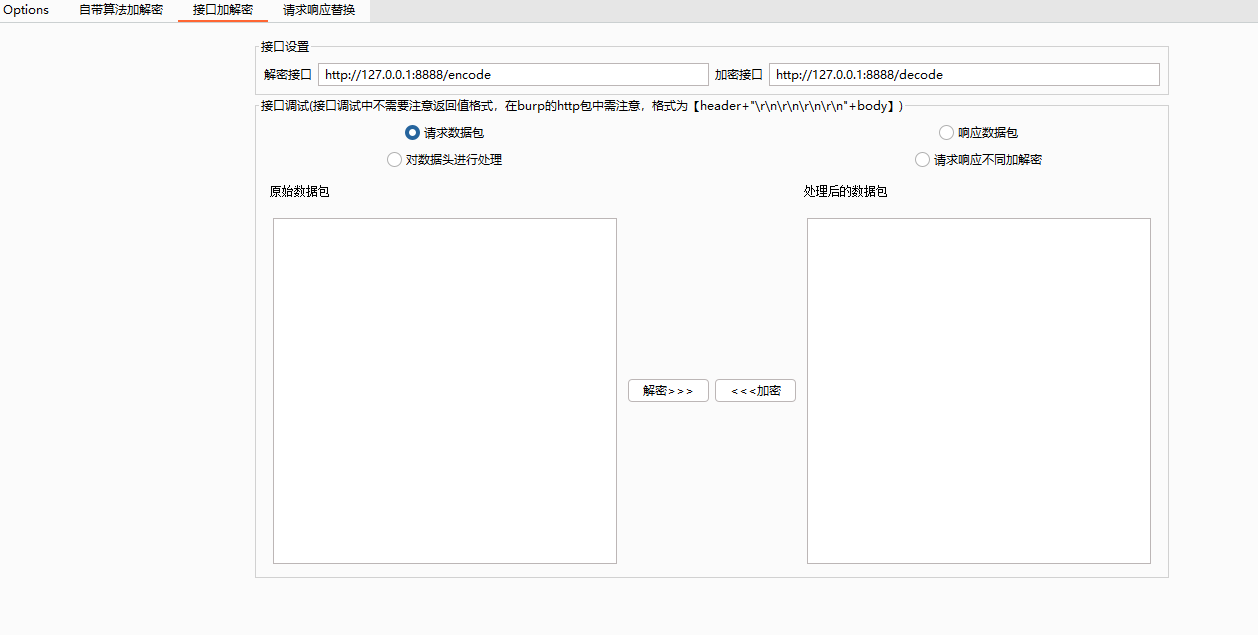 Options 自带算法加解密 接口加解密 请求响应替换
接口设置
解密接口 http://127.0.0.1:8888/encode 加密接口 http://127.0.0.1:8888/decode
接口调试(接口调试中不需要注意返回值格式，在burp的http包中需注意，格式为【header+"\r\n\r\n\r\n\r\n"+body】)
请求数据包 响应数据包
对数据头进行处理 请求响应不同加解密
原始数据包 处理后的数据包
解密>>> <<<加密